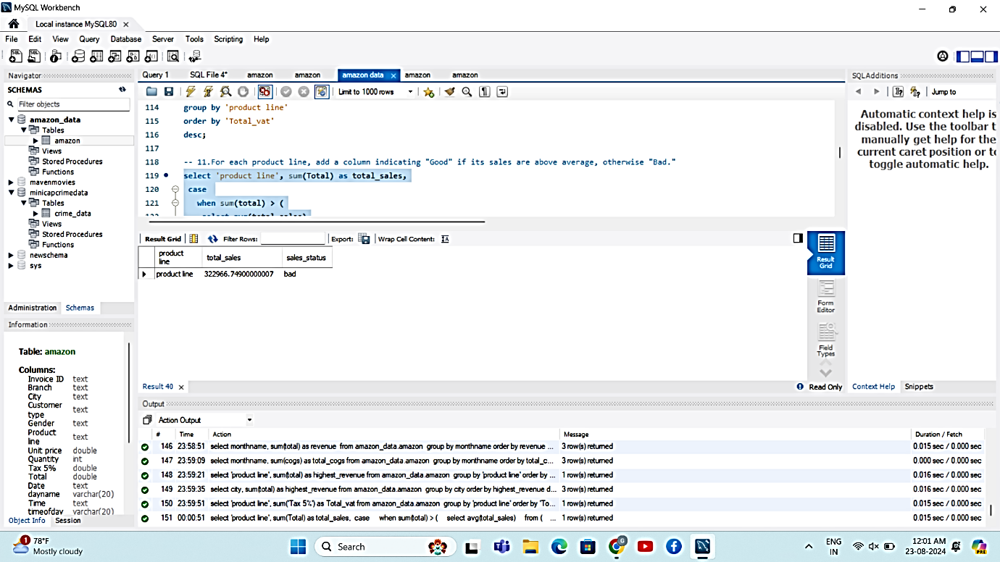 MySQL Workbench
Local instance MySQL80
File Edit View Query Database Server Tools Scripting Help
Navigator
SCHEMAS
Filter objects
amazon_data
Tables
amazon
Views
Stored Procedures
Functions
mavenmovies
minicapcrimedata
Tables
crime_data
Views
Stored Procedures
Functions
newschema
sys
Administration Schemas
Information
Table: amazon
Columns:
Invoice ID text
Branch text
City text
Customer type text
Gender text
Product line text
Unit price double
Quantity int
Tax 5% double
Total double
Date text
dayname varchar(20)
Time text
timeofday varchar(20)
Object Info Session
Query 1 SQL File 4* amazon amazon amazon data amazon amazon
Limit to 1000 rows
114 group by 'product line'
115 order by 'Total_vat'
116 desc;
117
118 -- 11.For each product line, add a column indicating "Good" if its sales are above average, otherwise "Bad."
119 select 'product line', sum(Total) as total_sales,
120 case
121 when sum(total) > (
Result Grid Filter Rows: Export: Wrap Cell Content:
product line total_sales sales_status
product line 322966.74900000007 bad
Result Grid
Form Editor
Field Types
Result 40 Read Only
Output
Action Output
# Time Action Message Duration / Fetch
146 23:58:51 select monthname, sum(total) as revenue from amazon_data.amazon group by monthname order by revenue ... 3 row(s) returned 0.015 sec / 0.000 sec
147 23:59:09 select monthname, sum(cogs) as total_cogs from amazon_data.amazon group by monthname order by total_c... 3 row(s) returned 0.000 sec / 0.000 sec
148 23:59:21 select 'product line', sum(total) as highest_revenue from amazon_data.amazon group by 'product line' order by ... 1 row(s) returned 0.016 sec / 0.000 sec
149 23:59:35 select city, sum(total) as highest_revenue from amazon_data.amazon group by city order by highest_revenue d... 3 row(s) returned 0.016 sec / 0.000 sec
150 23:59:51 select 'product line', sum('Tax 5%') as Total_vat from amazon_data.amazon group by 'product line' order by 'To... 1 row(s) returned 0.015 sec / 0.000 sec
151 00:00:51 select 'product line', sum(Total) as total_sales, case when sum(total) > ( select avg(total_sales) from ( ... 1 row(s) returned 0.015 sec / 0.000 sec
SQLAdditions
Jump to
Automatic context help is
disabled. Use the toolbar t
manually get help for the
current caret position or to
toggle automatic help.
Context Help Snippets
1
78°F
Mostly cloudy
Search
G
ENG
IN
12:01 AM
23-08-2024
PRE